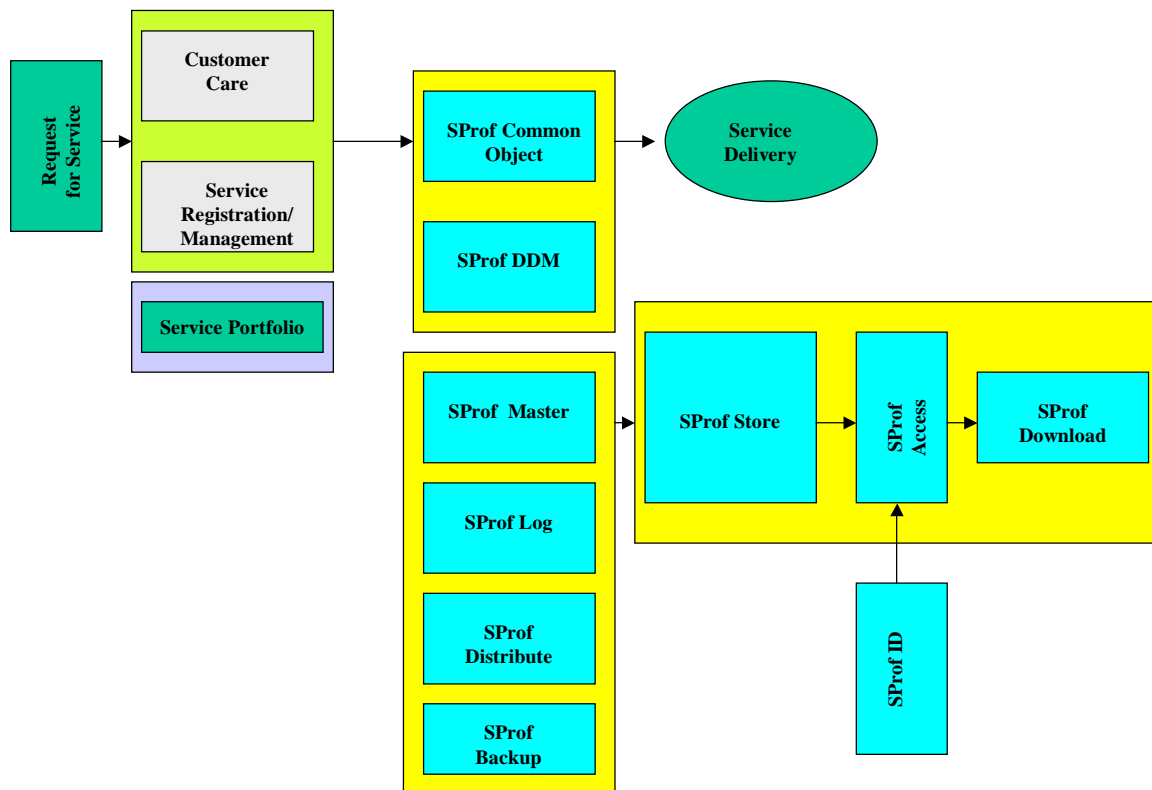 Request
for Service
Customer
Care
Service
Registration/
Management
Service Portfolio
SProf Common
Object
SProf DDM
Service
Delivery
SProf Master
SProf Log
SProf
Distribute
SProf
Backup
SProf Store
SProf
Access
SProf
Download
SProf ID